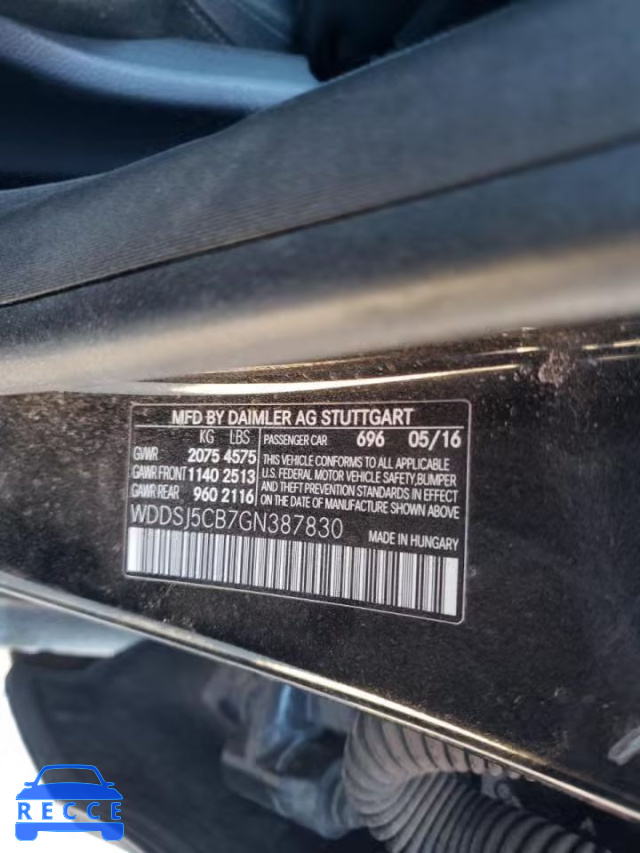 MFD BY DAIMLER AG STUTTGART
KG LBS PASSENGER CAR 696 05/16
GVWR 2075 4575
GAWR FRONT 1140 2513
GAWR REAR 960 2116
THIS VEHICLE CONFORMS TO ALL APPLICABLE
U.S. FEDERAL MOTOR VEHICLE SAFETY,BUMPER
AND THEFT PREVENTION STANDARDS IN EFFECT
ON THE DATE OF MANUFACTURE SHOWN ABOVE.
WDDSJ5CB7GN387830
MADE IN HUNGARY
RECCE